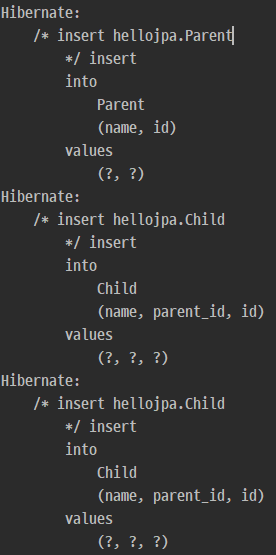 Hibernate:
    /* insert hellojpa.Parent
        */ insert
        into
            Parent
            (name, id)
        values
            (?, ?)
Hibernate:
    /* insert hellojpa.Child
        */ insert
        into
            Child
            (name, parent_id, id)
        values
            (?, ?, ?)
Hibernate:
    /* insert hellojpa.Child
        */ insert
        into
            Child
            (name, parent_id, id)
        values
            (?, ?, ?)